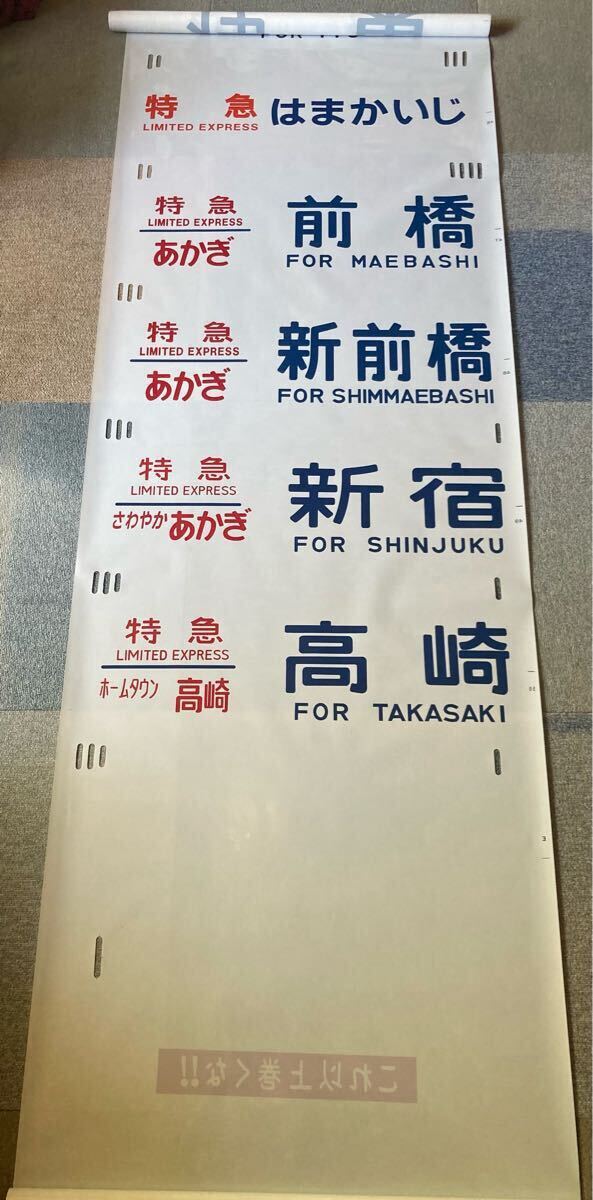 特急 はまかいじ
LIMITED EXPRESS
特急
LIMITED EXPRESS
あかぎ
前橋
FOR MAEBASHI
特急
LIMITED EXPRESS
あかぎ
新前橋
FOR SHIMMAEBASHI
特急
LIMITED EXPRESS
さわやかあかぎ
新宿
FOR SHINJUKU
特急
LIMITED EXPRESS
ホームタウン 高崎
高崎
FOR TAKASAKI
これ以上巻くな!!